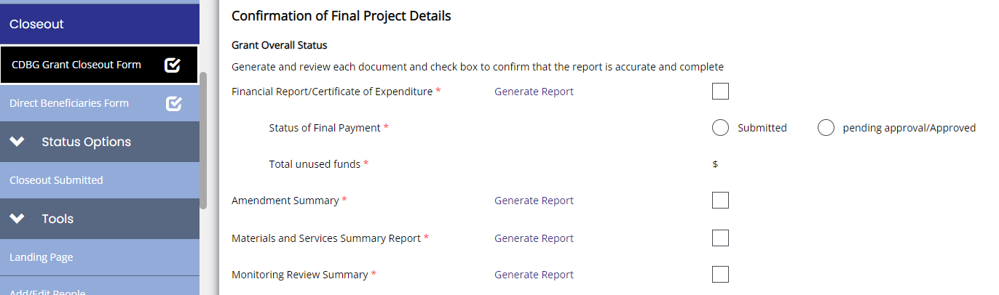 Closeout
CDBG Grant Closeout Form
Direct Beneficiaries Form
Status Options
Closeout Submitted
Tools
Landing Page
Add/Edit People
Confirmation of Final Project Details
Grant Overall Status
Generate and review each document and check box to confirm that the report is accurate and complete
Financial Report/Certificate of Expenditure * Generate Report
Status of Final Payment * Submitted pending approval/Approved
Total unused funds * $
Amendment Summary * Generate Report
Materials and Services Summary Report * Generate Report
Monitoring Review Summary * Generate Report